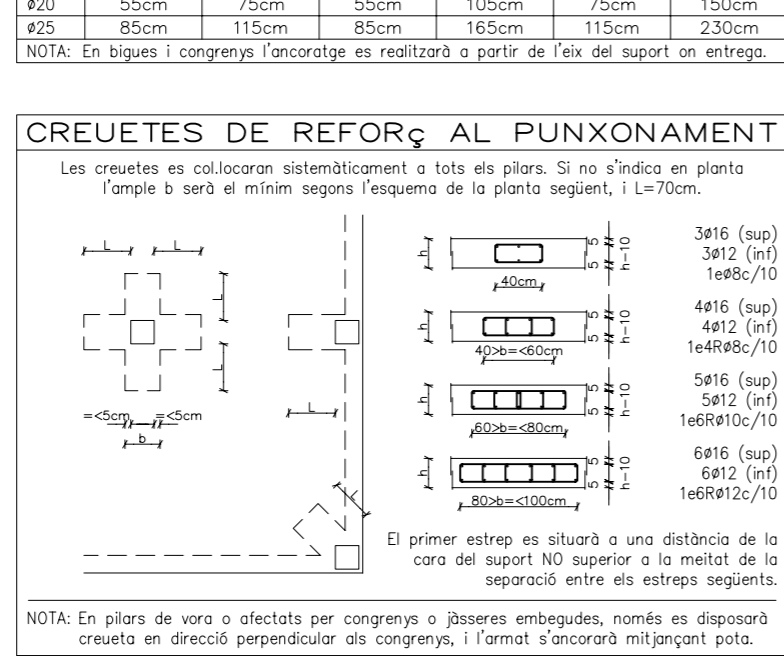 ø20 55cm 75cm 55cm 105cm 75cm 150cm
ø25 85cm 115cm 85cm 165cm 115cm 230cm
NOTA: En bigues i congrenys l'ancoratge es realitzarà a partir de l'eix del suport on entrega.
CREUETES DE REFORç AL PUNXONAMENT
Les creuetes es col.locaran sistemàticament a tots els pilars. Si no s'indica en planta
l'ample b serà el mínim segons l'esquema de la planta següent, i L=70cm.
L L
L
L
=<5cm =<5cm
b
L
L
h 5 5 h-10
40cm
3ø16 (sup)
3ø12 (inf)
1eø8c/10
h 5 5 h-10
40>b=<60cm
4ø16 (sup)
4ø12 (inf)
1e4Rø8c/10
h 5 5 h-10
60>b=<80cm
5ø16 (sup)
5ø12 (inf)
1e6Rø10c/10
h 5 5 h-10
80>b=<100cm
6ø16 (sup)
6ø12 (inf)
1e6Rø12c/10
El primer estrep es situarà a una distància de la
cara del suport NO superior a la meitat de la
separació entre els estreps següents.
NOTA: En pilars de vora o afectats per congrenys o jàsseres embegudes, només es disposarà
creueta en direcció perpendicular als congrenys, i l'armat s'ancorarà mitjançant pota.